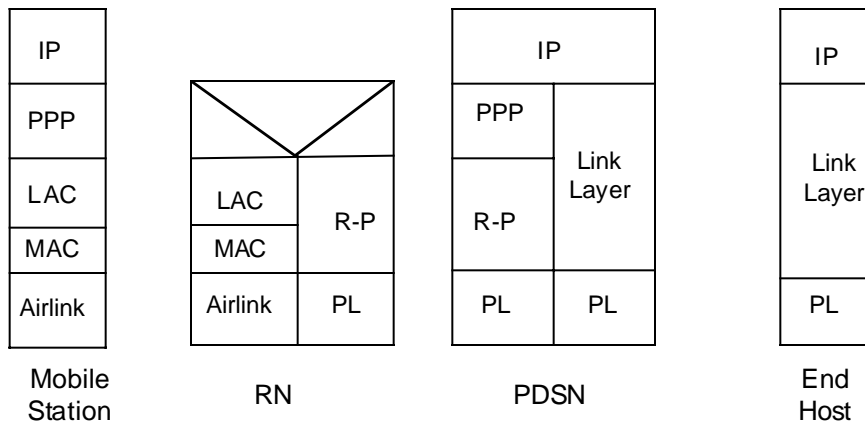 IP
PPP
LAC
MAC
Airlink
Mobile
Station
LAC
MAC
Airlink
R-P
PL
RN
IP
PPP
R-P
PL
Link
Layer
PL
PDSN
IP
Link
Layer
PL
End
Host